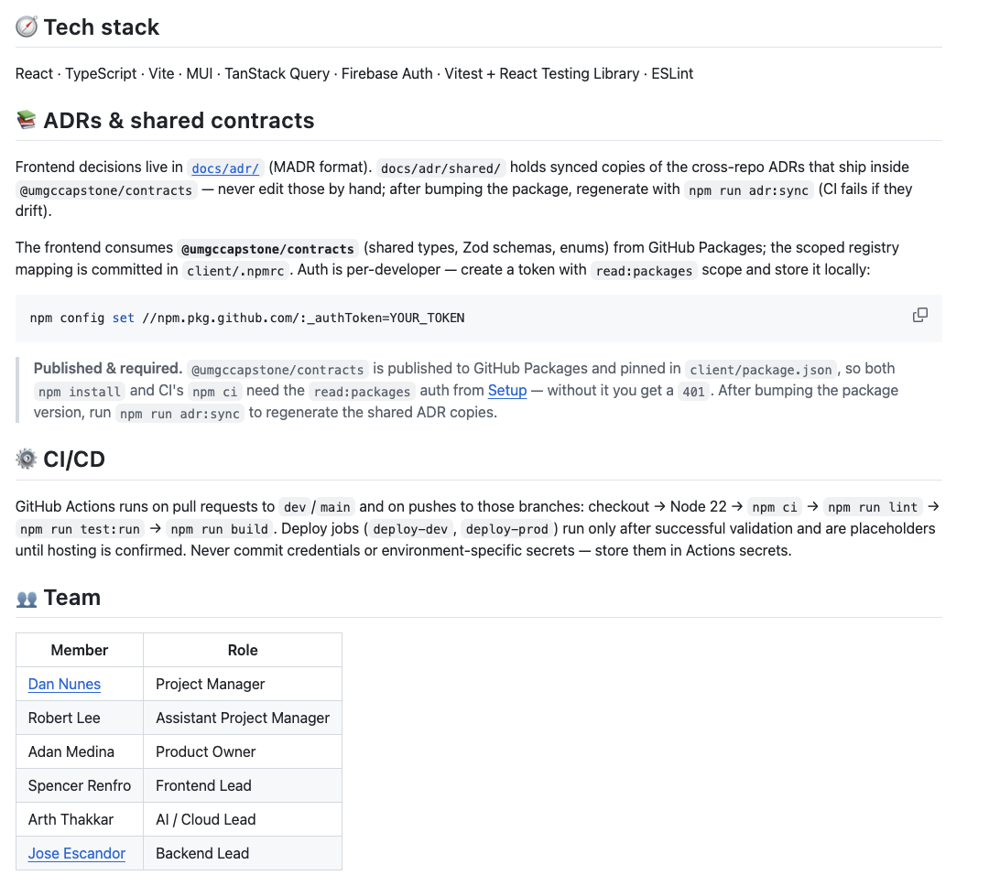 🧭 Tech stack
React · TypeScript · Vite · MUI · TanStack Query · Firebase Auth · Vitest + React Testing Library · ESLint
📚 ADRs & shared contracts
Frontend decisions live in docs/adr/ (MADR format). docs/adr/shared/ holds synced copies of the cross-repo ADRs that ship inside
@umgccapstone/contracts — never edit those by hand; after bumping the package, regenerate with npm run adr:sync (CI fails if they
drift).
The frontend consumes @umgccapstone/contracts (shared types, Zod schemas, enums) from GitHub Packages; the scoped registry
mapping is committed in client/.npmrc. Auth is per-developer — create a token with read:packages scope and store it locally:
npm config set //npm.pkg.github.com/:_authToken=YOUR_TOKEN
Published & required. @umgccapstone/contracts is published to GitHub Packages and pinned in client/package.json, so both
npm install and CI's npm ci need the read:packages auth from Setup — without it you get a 401. After bumping the package
version, run npm run adr:sync to regenerate the shared ADR copies.
⚙️ CI/CD
GitHub Actions runs on pull requests to dev / main and on pushes to those branches: checkout → Node 22 → npm ci → npm run lint →
npm run test:run → npm run build. Deploy jobs (deploy-dev, deploy-prod) run only after successful validation and are placeholders
until hosting is confirmed. Never commit credentials or environment-specific secrets — store them in Actions secrets.
👥 Team
Member Role
Dan Nunes Project Manager
Robert Lee Assistant Project Manager
Adan Medina Product Owner
Spencer Renfro Frontend Lead
Arth Thakkar AI / Cloud Lead
Jose Escandor Backend Lead